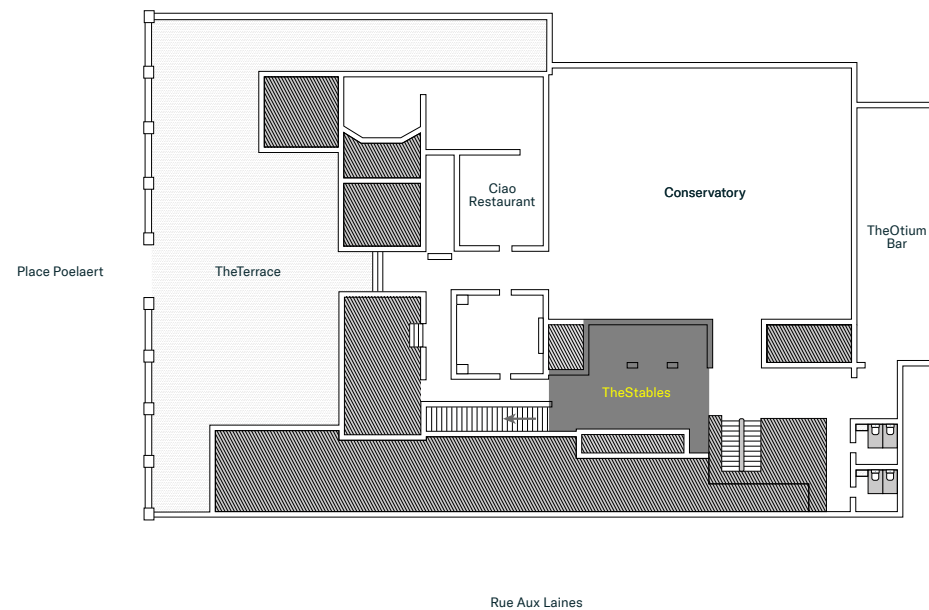 Ciao
Restaurant
Conservatory
TheOtium
Bar
Place Poelaert
TheTerrace
TheStables
Rue Aux Laines